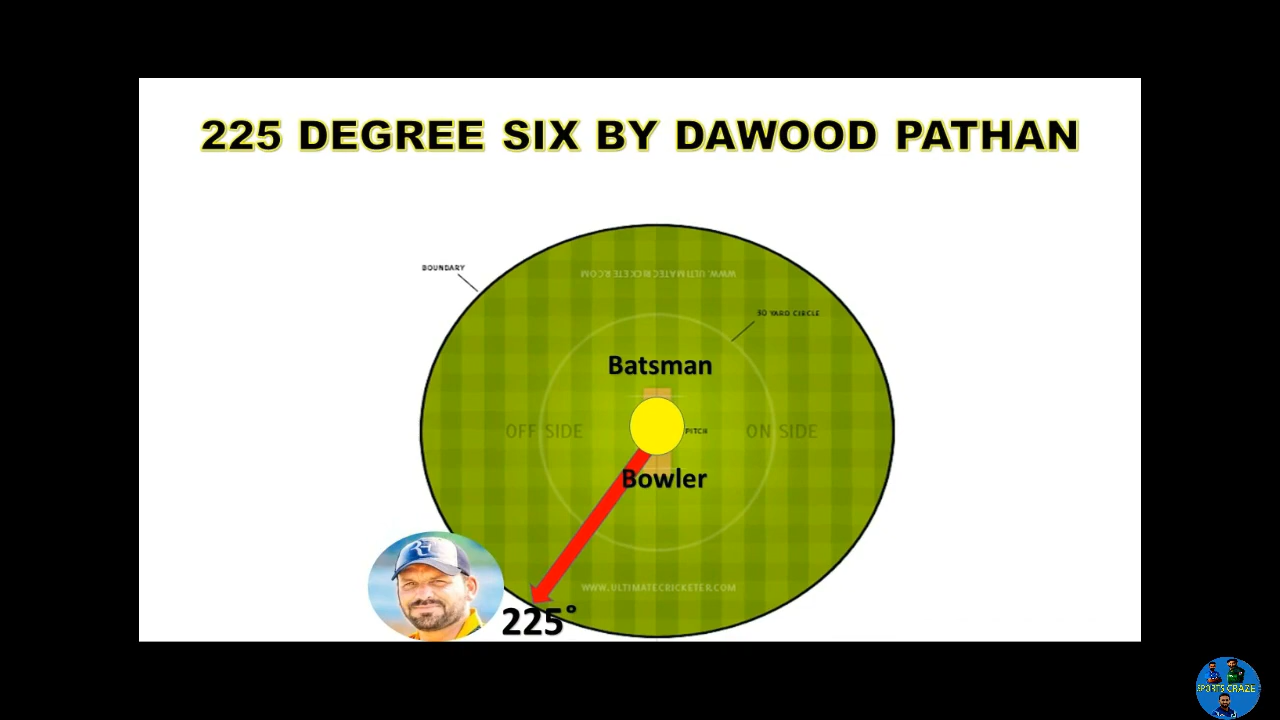 225 DEGREE SIX BY DAWOOD PATHAN
BOUNDARY
WWW.ULTIMATECRICKETER.COM
30 YARD CIRCLE
Batsman
OFF SIDE
PITCH
ON SIDE
Bowler
WWW.ULTIMATECRICKETER.COM
225°
SPORTS CRAZE